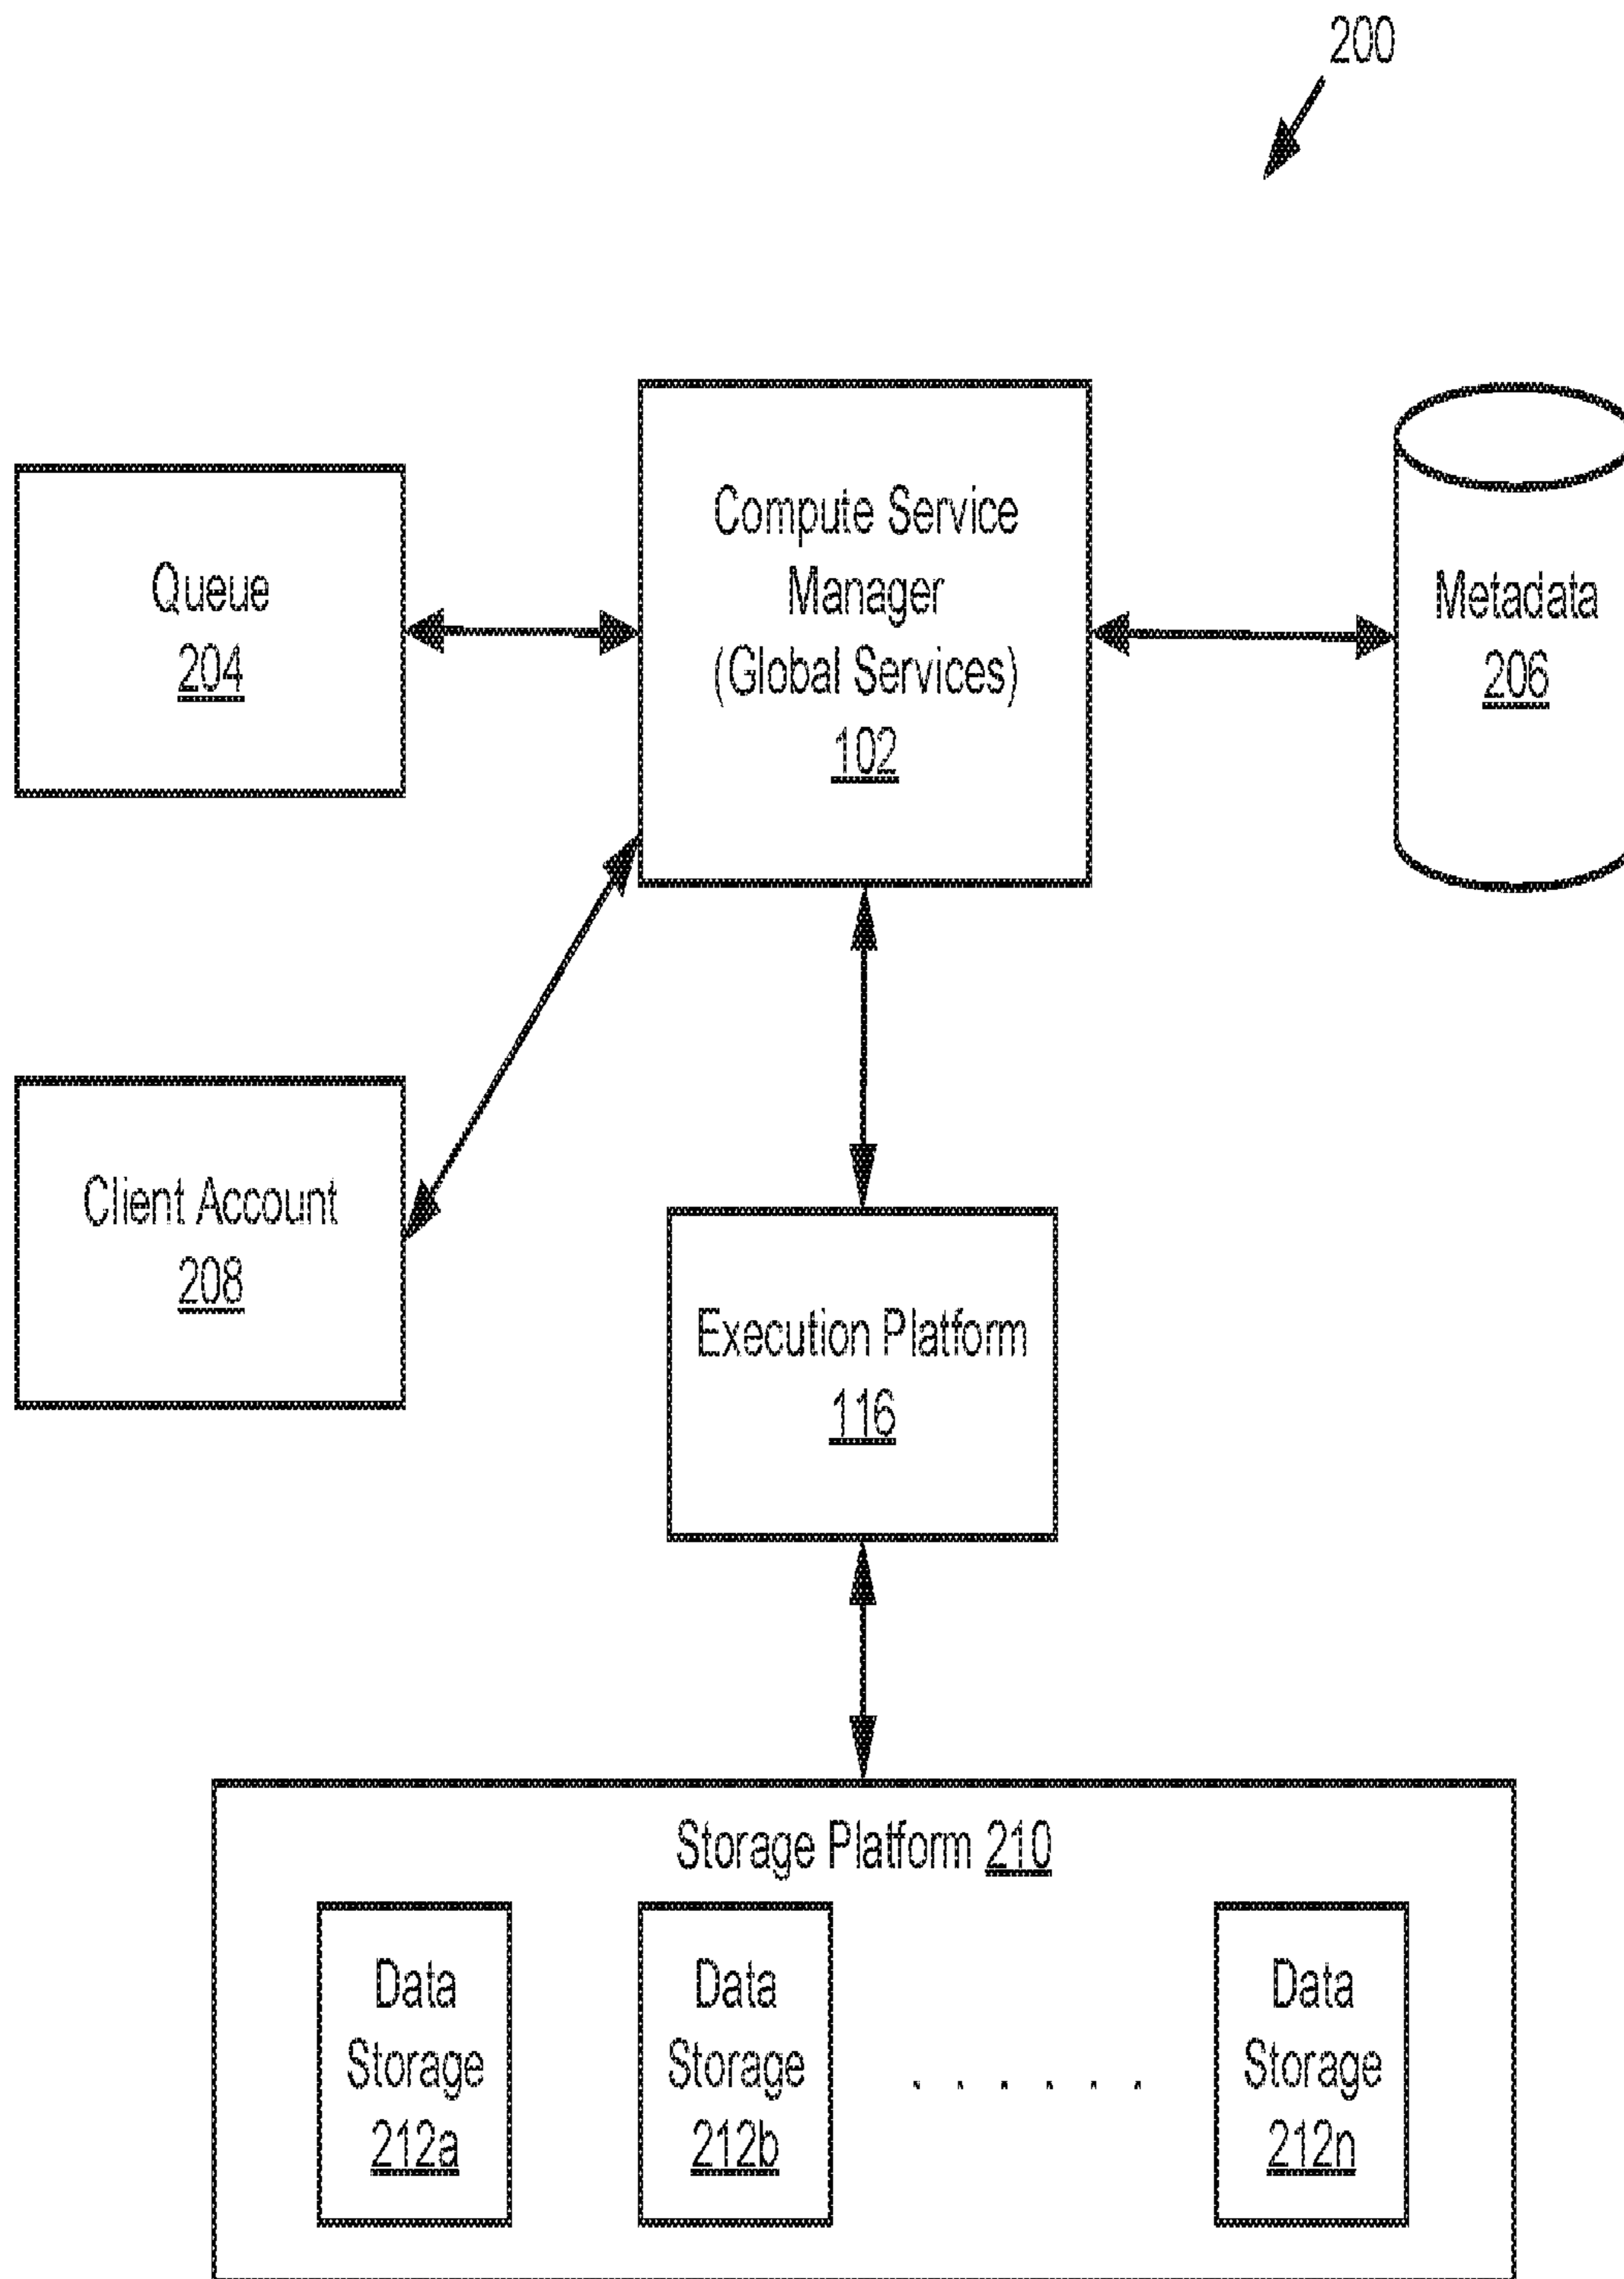 200
Queue
204
Compute Service
Manager
(Global Services)
102
Metadata
206
Client Account
208
Execution Platform
116
Storage Platform 210
Data
Storage
212a
Data
Storage
212b
. . . . . .
Data
Storage
212n